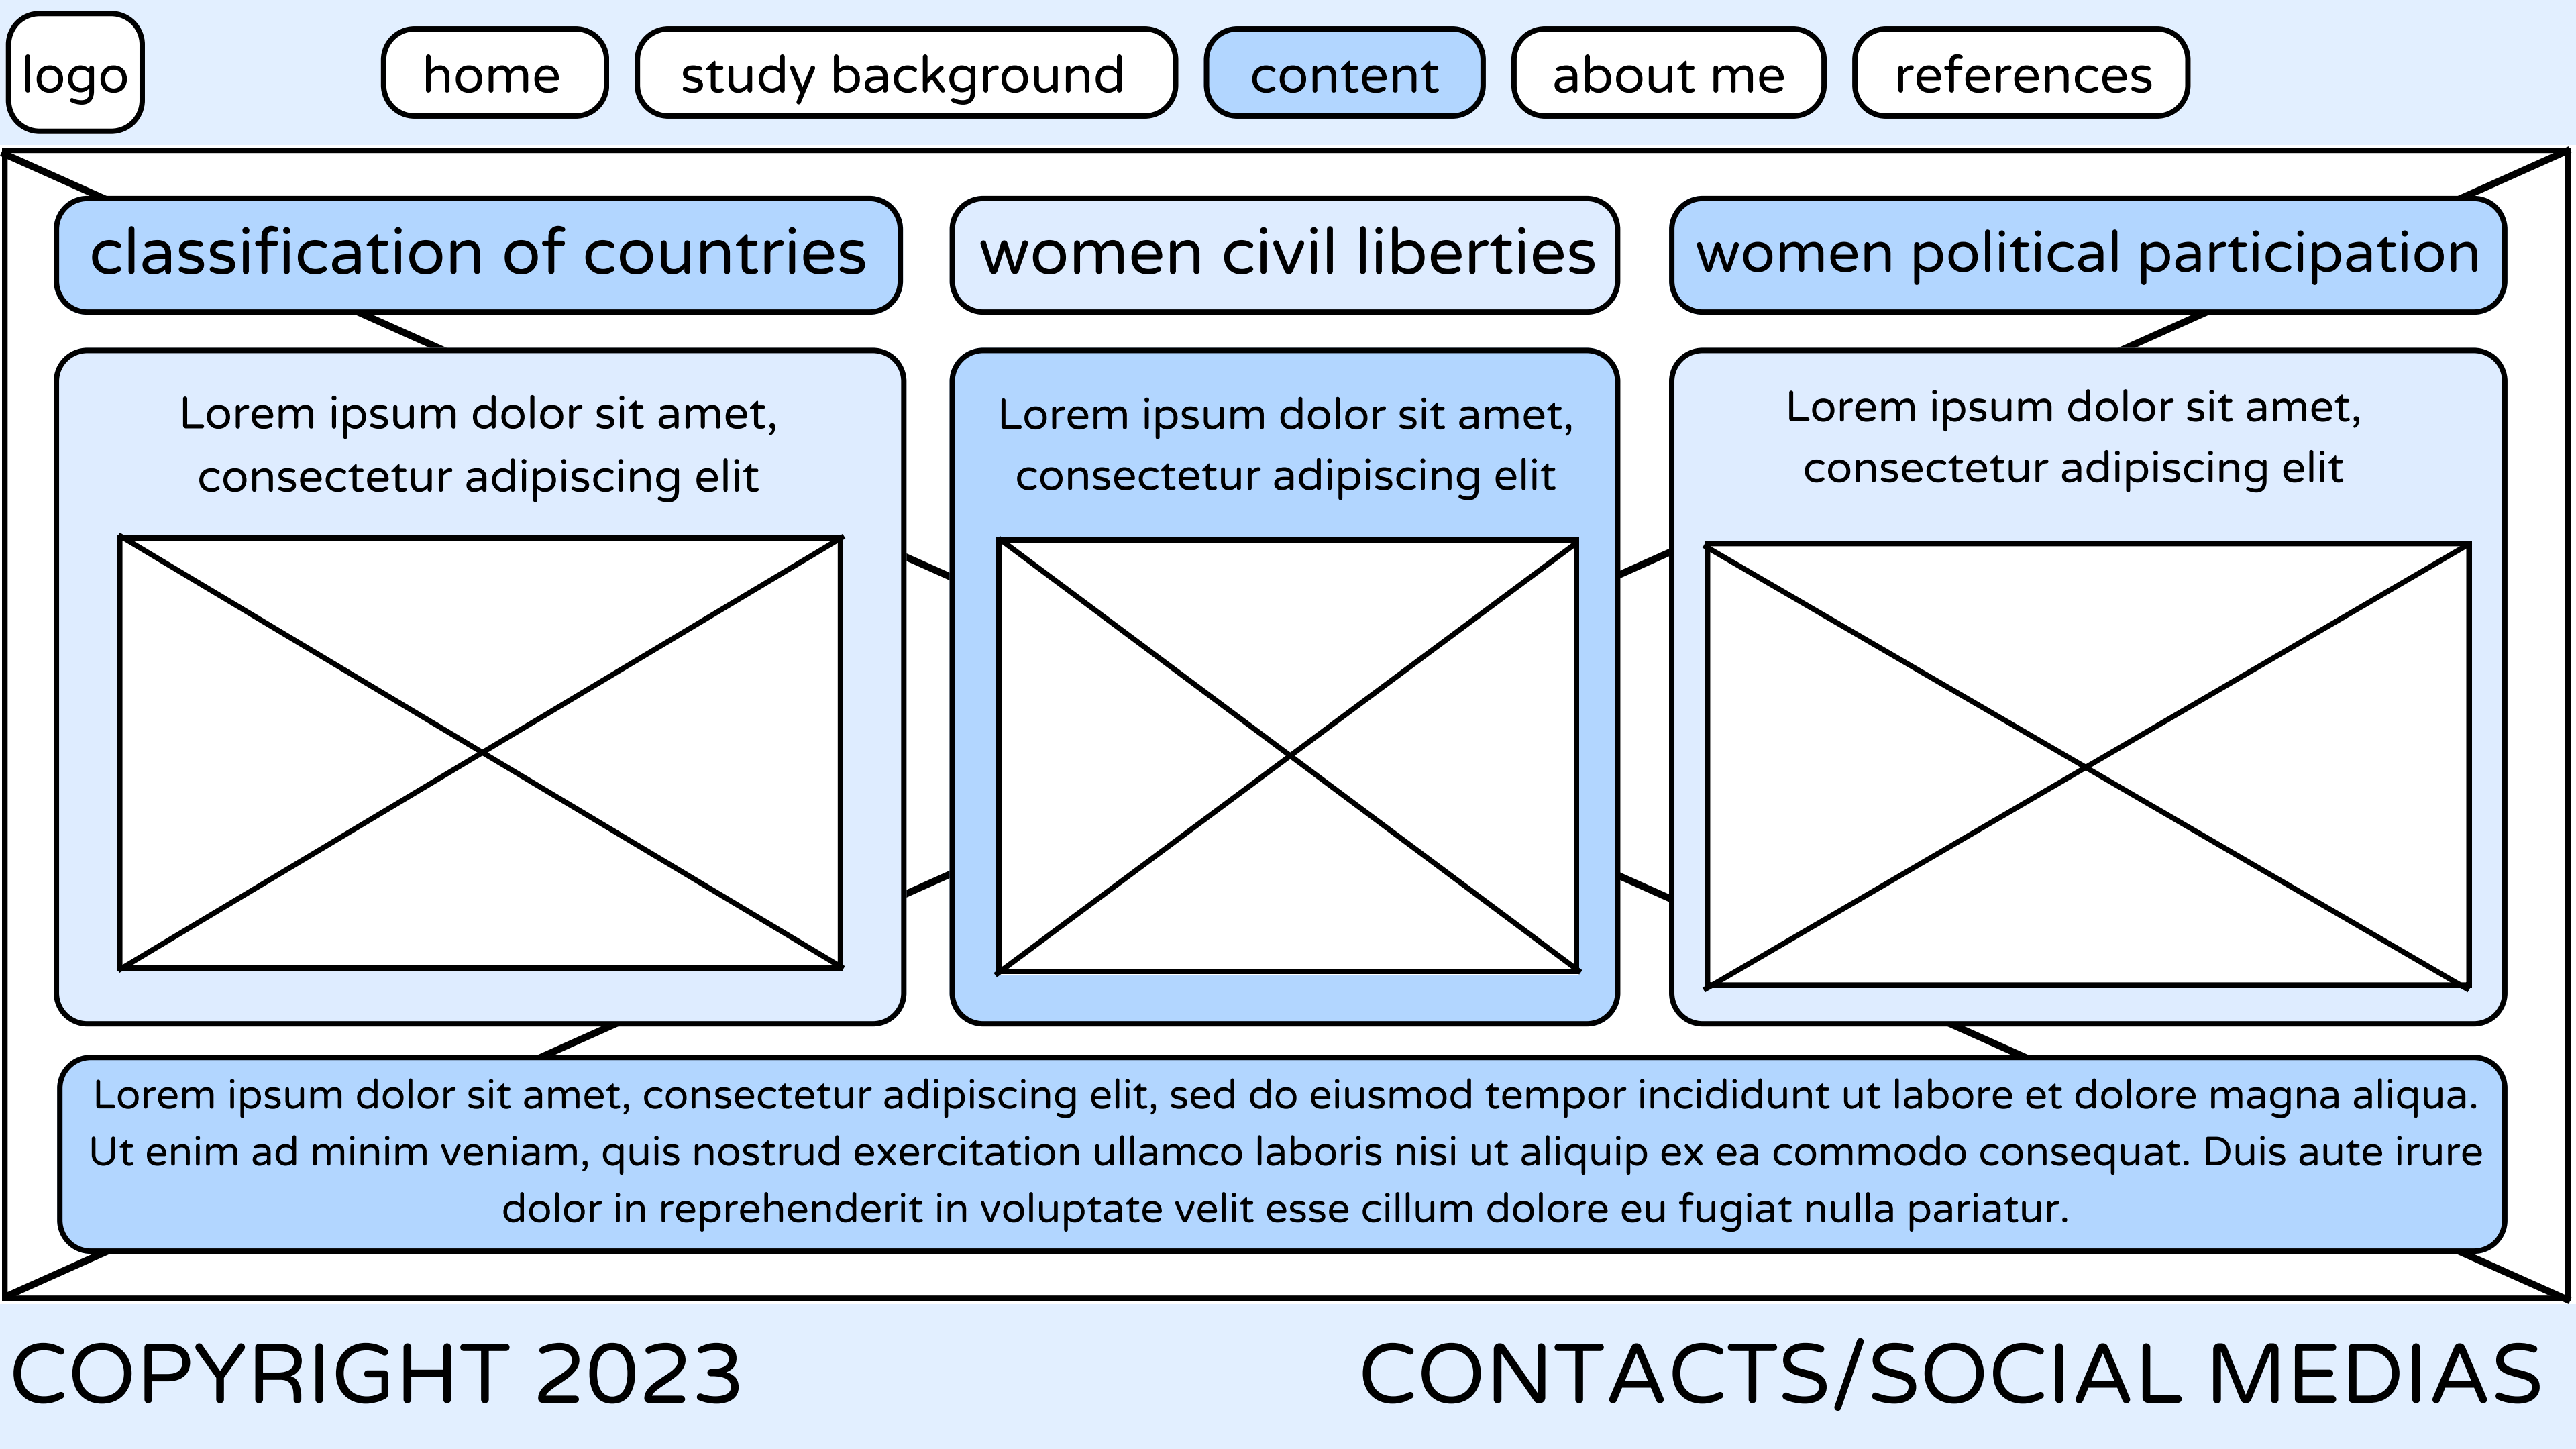 logo
home
study background
content
about me
references
classification of countries
women civil liberties
women political participation
Lorem ipsum dolor sit amet,
consectetur adipiscing elit
Lorem ipsum dolor sit amet,
consectetur adipiscing elit
Lorem ipsum dolor sit amet,
consectetur adipiscing elit
Lorem ipsum dolor sit amet, consectetur adipiscing elit, sed do eiusmod tempor incididunt ut labore et dolore magna aliqua.
Ut enim ad minim veniam, quis nostrud exercitation ullamco laboris nisi ut aliquip ex ea commodo consequat. Duis aute irure
dolor in reprehenderit in voluptate velit esse cillum dolore eu fugiat nulla pariatur.
COPYRIGHT 2023
CONTACTS/SOCIAL MEDIAS